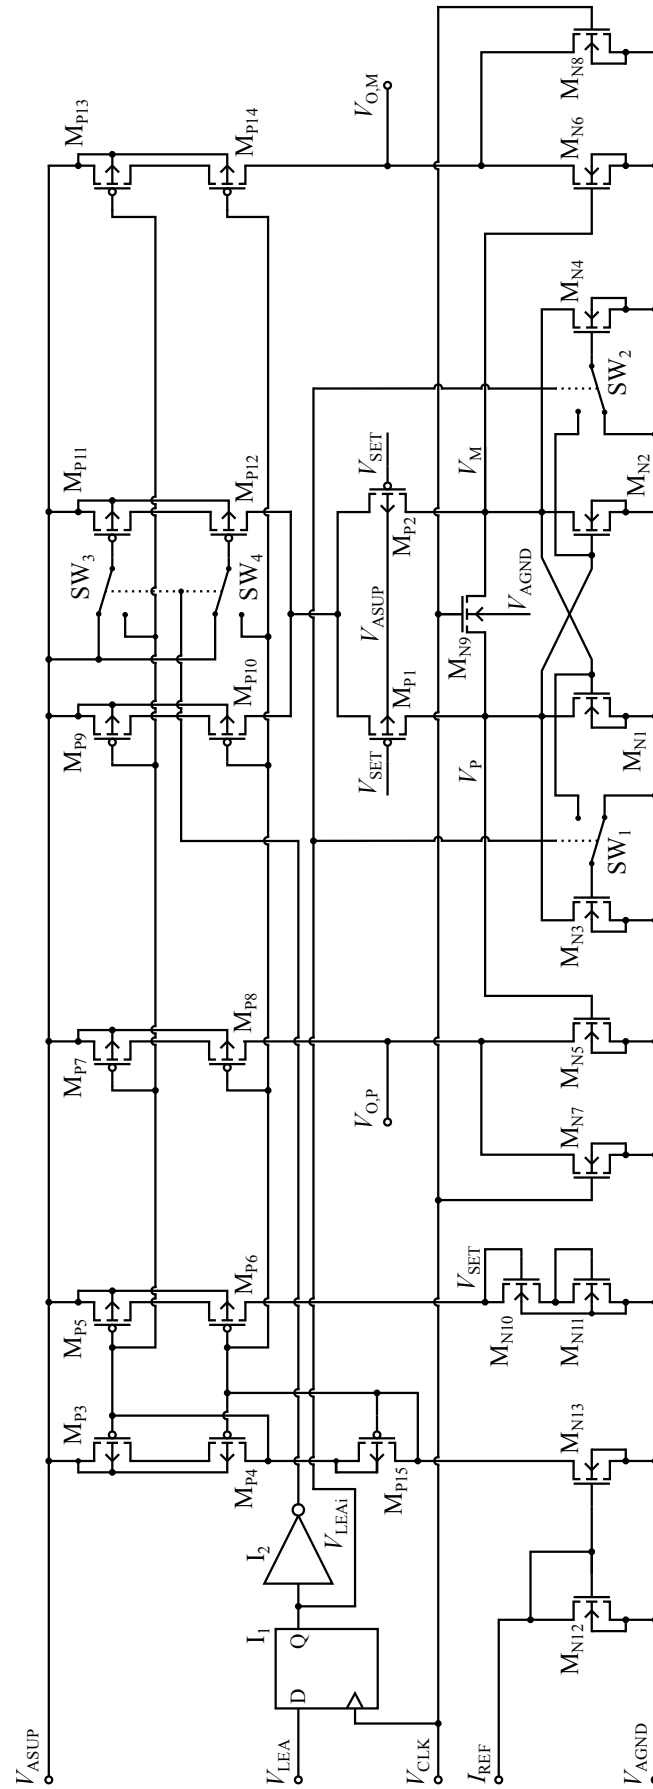 V_ASUP
V_LEA
V_CLK
I_REF
V_AGND
D
Q
I_1
I_2
V_LEAi
M_P3
M_P4
M_P15
M_N12
M_N13
M_P5
M_P6
V_SET
M_N10
M_N11
M_P7
M_P8
V_O,P
M_N7
M_N5
M_P9
M_P10
M_P11
M_P12
SW_3
SW_4
V_SET
M_P1
V_ASUP
M_P2
V_SET
V_P
M_N9
V_AGND
V_M
M_N3
SW_1
M_N1
M_N2
SW_2
M_N4
M_P13
M_P14
V_O,M
M_N6
M_N8